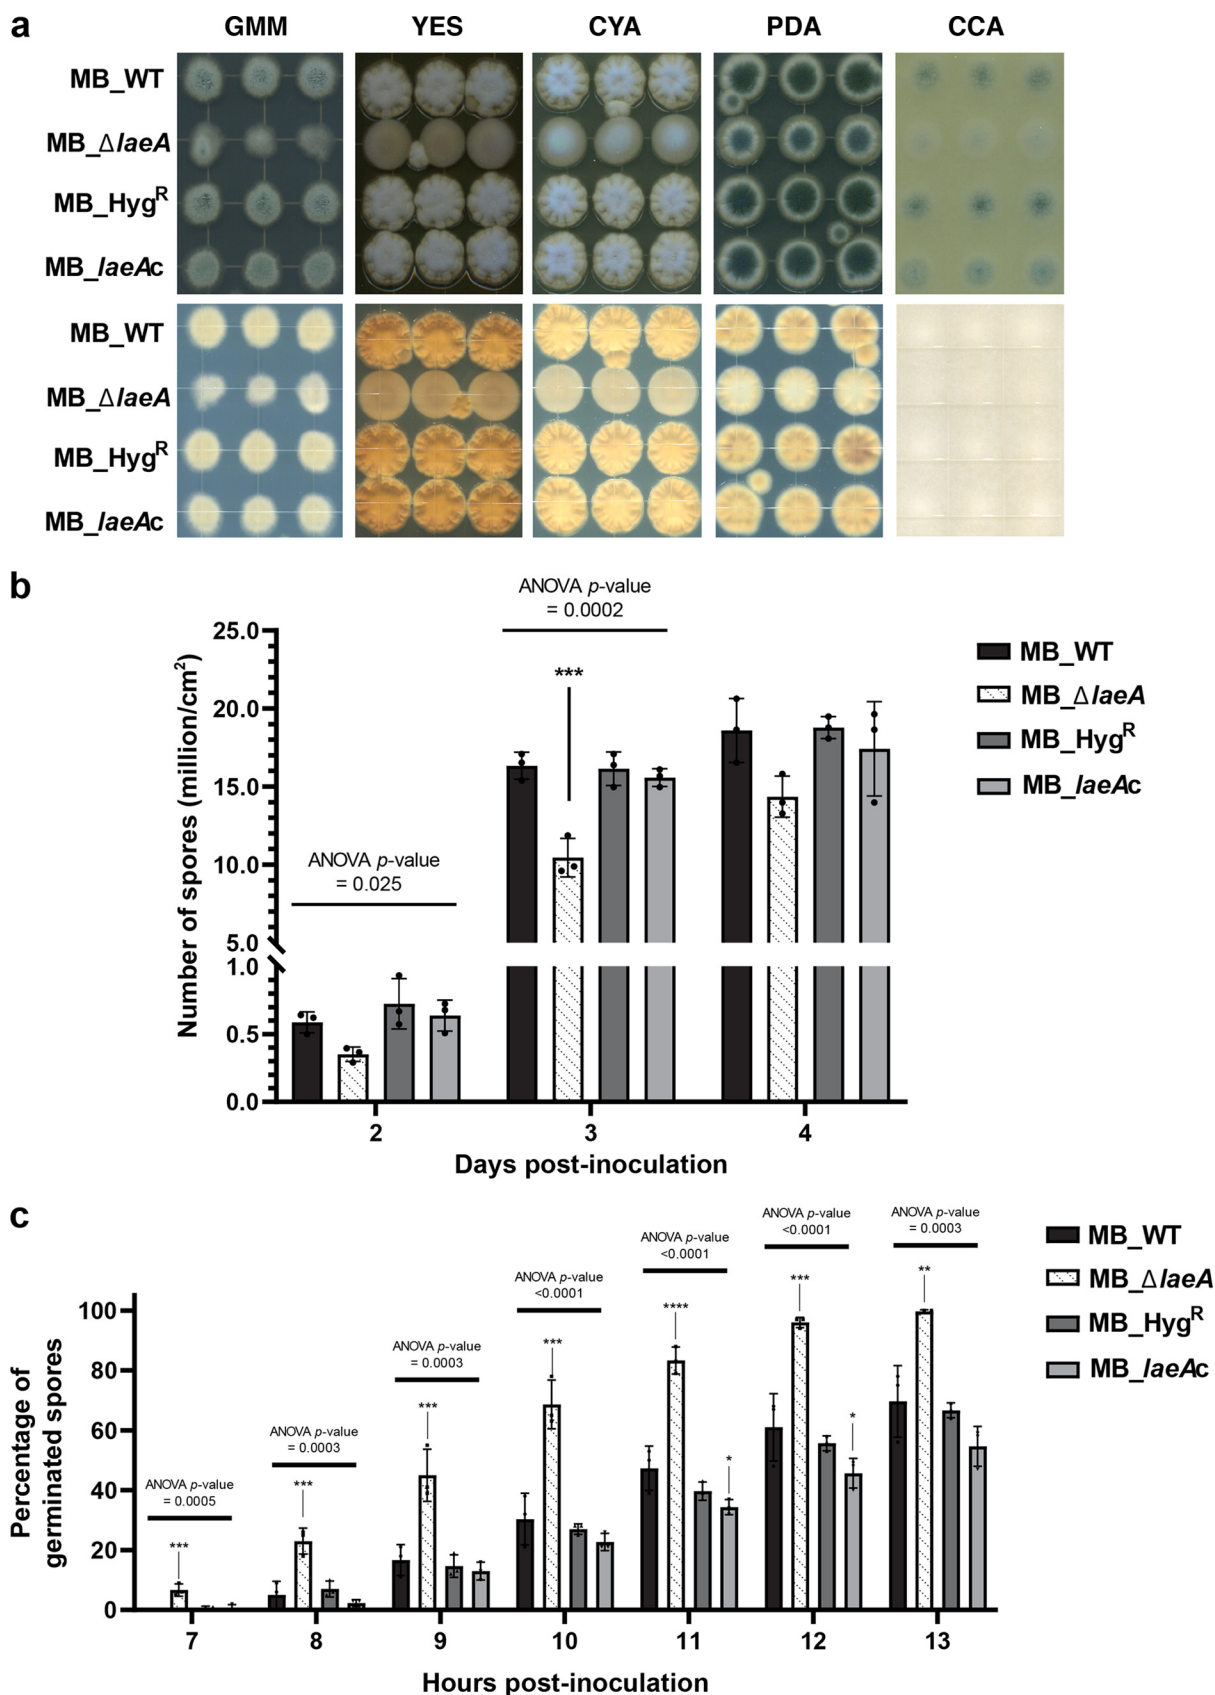 a
GMM YES CYA PDA CCA
MB_WT
MB_ΔlaeA
MB_Hyg^R
MB_laeAc
MB_WT
MB_ΔlaeA
MB_Hyg^R
MB_laeAc
b
ANOVA p-value
= 0.0002
Number of spores (million/cm²)
25.0
20.0
15.0
10.0
5.0
1.0
0.5
0.0
ANOVA p-value
= 0.025
***
2 3 4
Days post-inoculation
MB_WT
MB_ΔlaeA
MB_Hyg^R
MB_laeAc
c
Percentage of
germinated spores
100
80
60
40
20
0
ANOVA p-value
= 0.0005
***
ANOVA p-value
= 0.0003
***
ANOVA p-value
= 0.0003
***
ANOVA p-value
<0.0001
***
ANOVA p-value
<0.0001
****
*
ANOVA p-value
<0.0001
***
*
ANOVA p-value
= 0.0003
**
7 8 9 10 11 12 13
Hours post-inoculation
MB_WT
MB_ΔlaeA
MB_Hyg^R
MB_laeAc